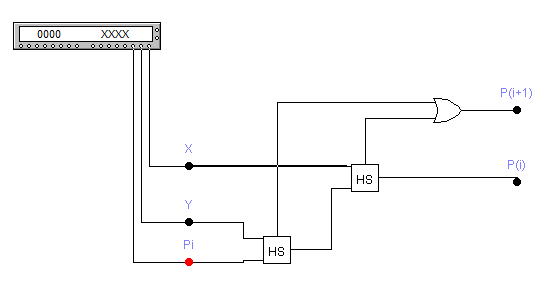 0000 XXXX
P(i+1)
X
P(i)
HS
Y
Pi
HS